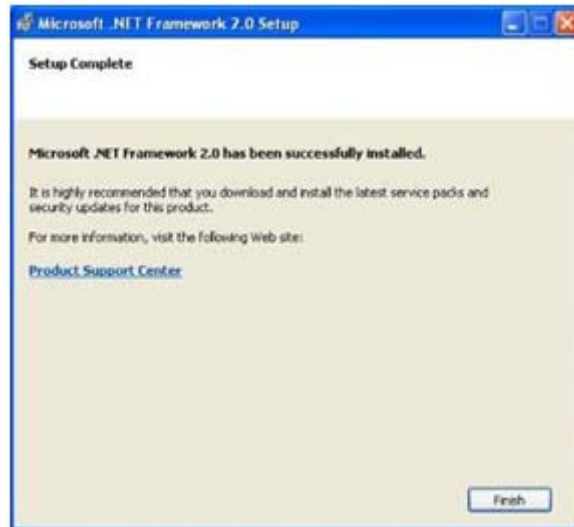 Microsoft .NET Framework 2.0 Setup
Setup Complete
Microsoft .NET Framework 2.0 has been successfully installed.
It is highly recommended that you download and install the latest service packs and
security updates for this product.
For more information, visit the following Web site:
Product Support Center
Finish